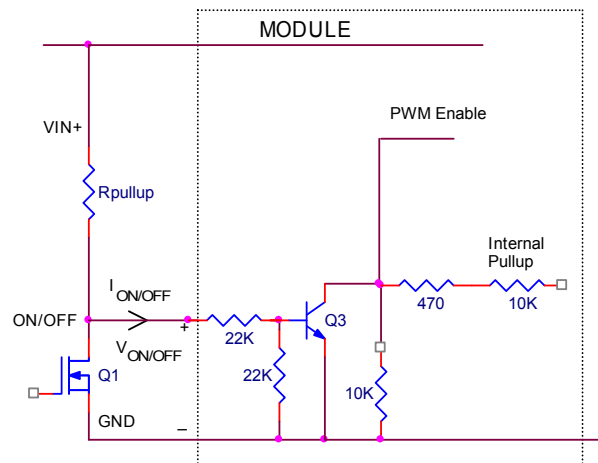 MODULE
PWM Enable
VIN+
Rpullup
Internal
Pullup
I ON/OFF
ON/OFF
+
22K
Q3
470
10K
V ON/OFF
Q1
22K
10K
GND
_